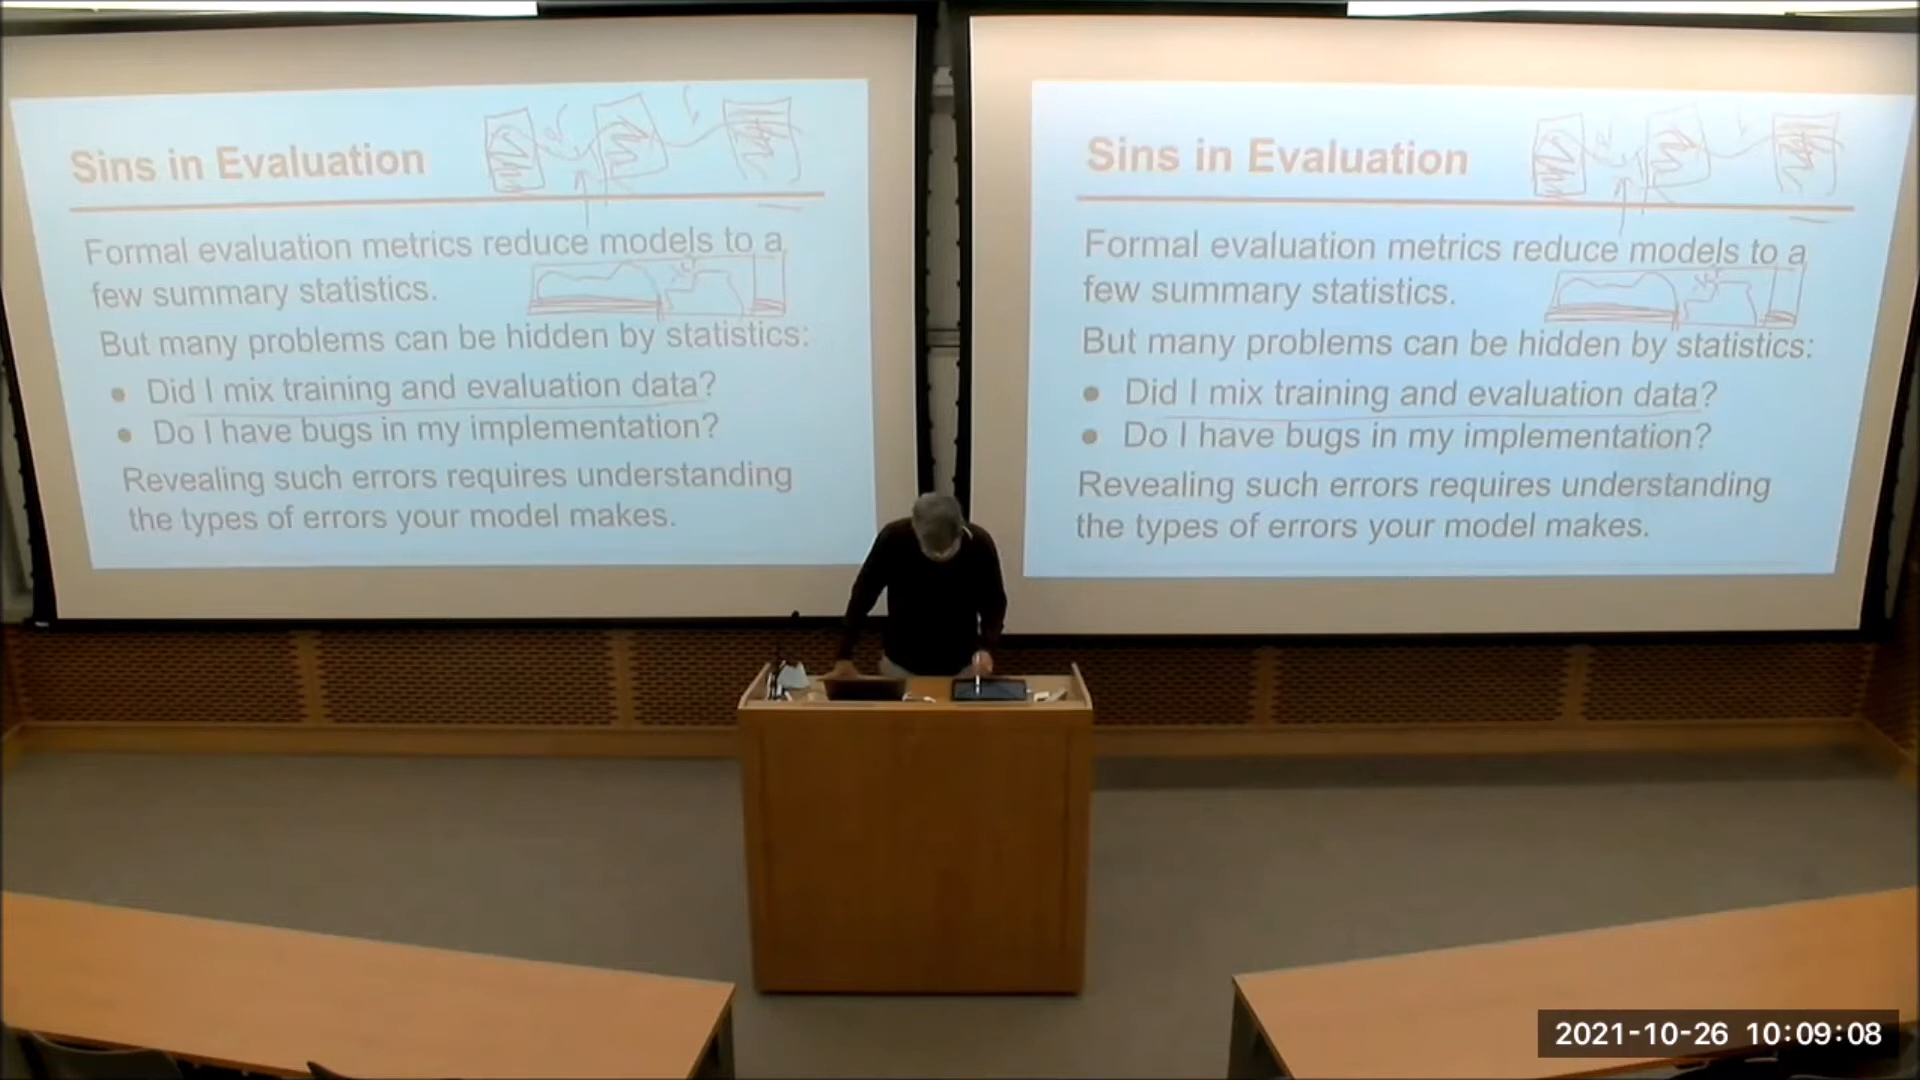 Sins in Evaluation
Formal evaluation metrics reduce models to a
few summary statistics.
But many problems can be hidden by statistics:
● Did I mix training and evaluation data?
● Do I have bugs in my implementation?
Revealing such errors requires understanding
the types of errors your model makes.
Sins in Evaluation
Formal evaluation metrics reduce models to a
few summary statistics.
But many problems can be hidden by statistics:
● Did I mix training and evaluation data?
● Do I have bugs in my implementation?
Revealing such errors requires understanding
the types of errors your model makes.
2021-10-26 10:09:08